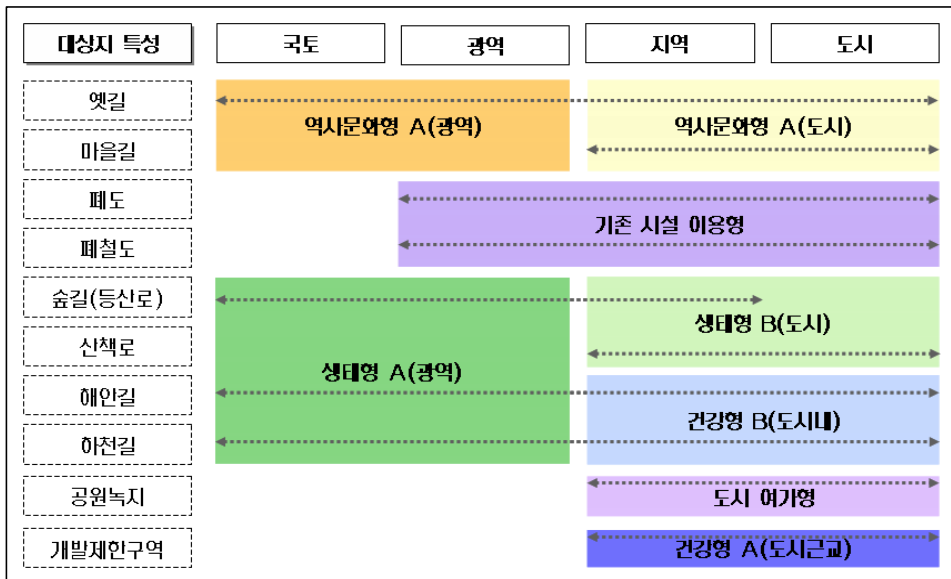 대상지 특성 국토 광역 지역 도시
옛길
역사문화형 A(광역) 역사문화형 A(도시)
마을길
폐도
기존 시설 이용형
폐철도
숲길(등산로)
생태형 B(도시)
산책로
생태형 A(광역)
해안길
건강형 B(도시내)
하천길
공원녹지 도시 여가형
개발제한구역 건강형 A(도시근교)